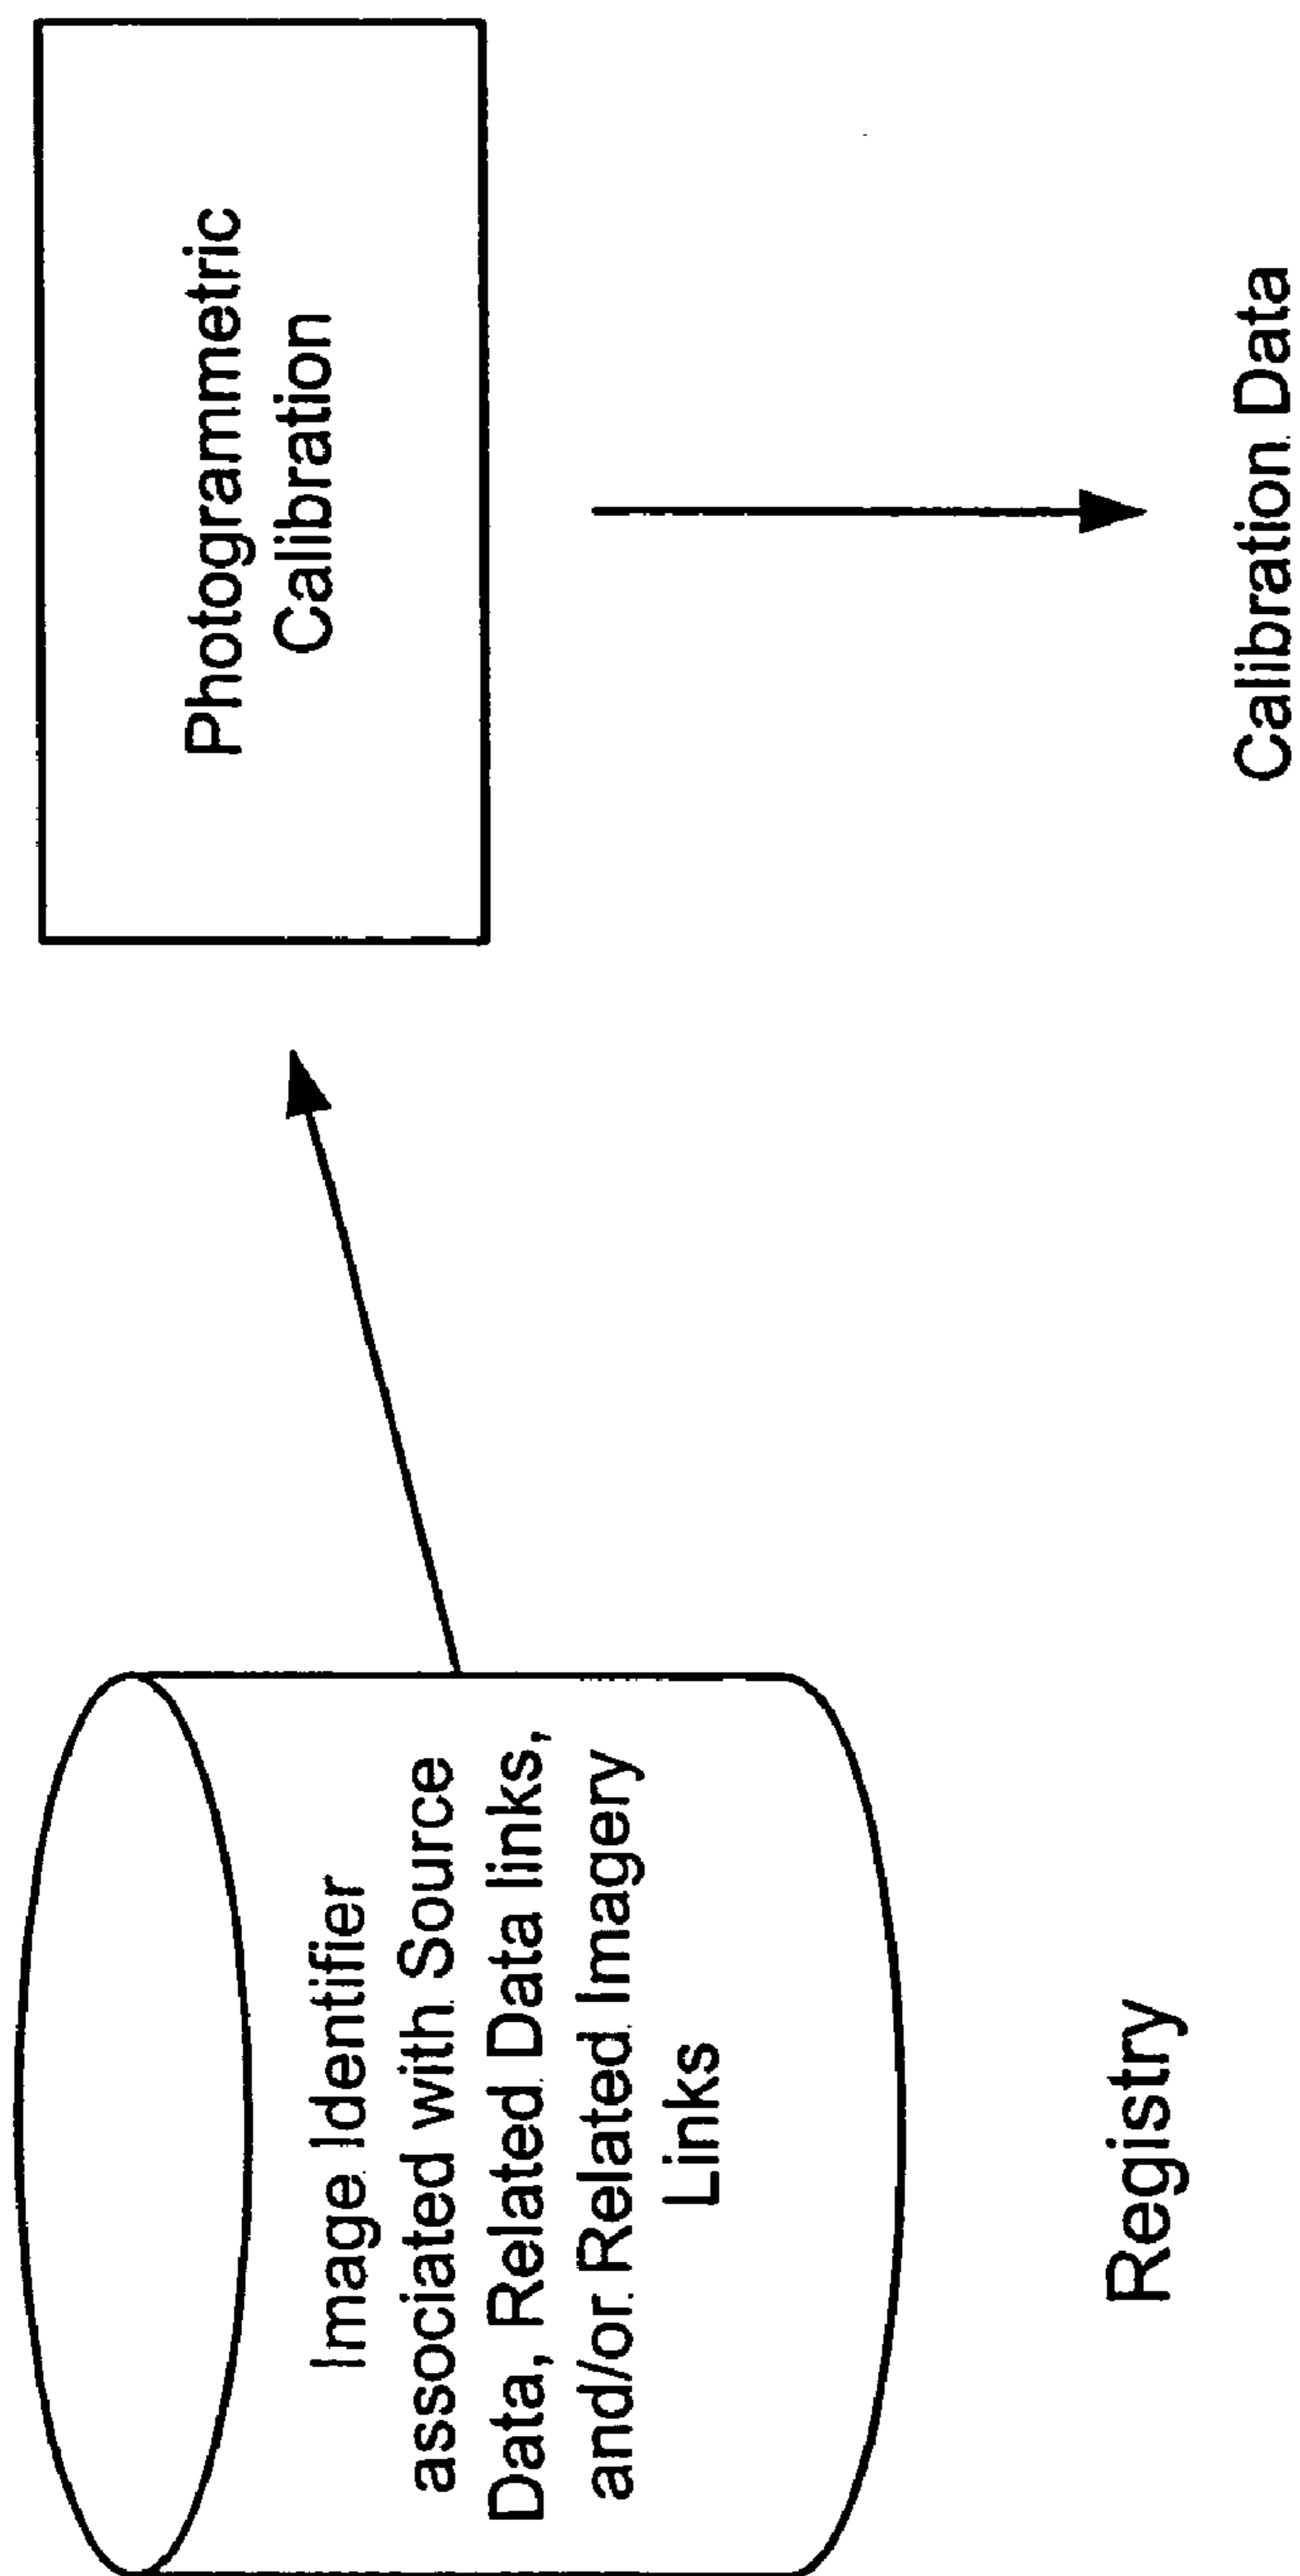 Image Identifier
associated with Source
Data, Related Data links,
and/or Related Imagery
Links
Registry
Photogrammetric
Calibration
Calibration Data